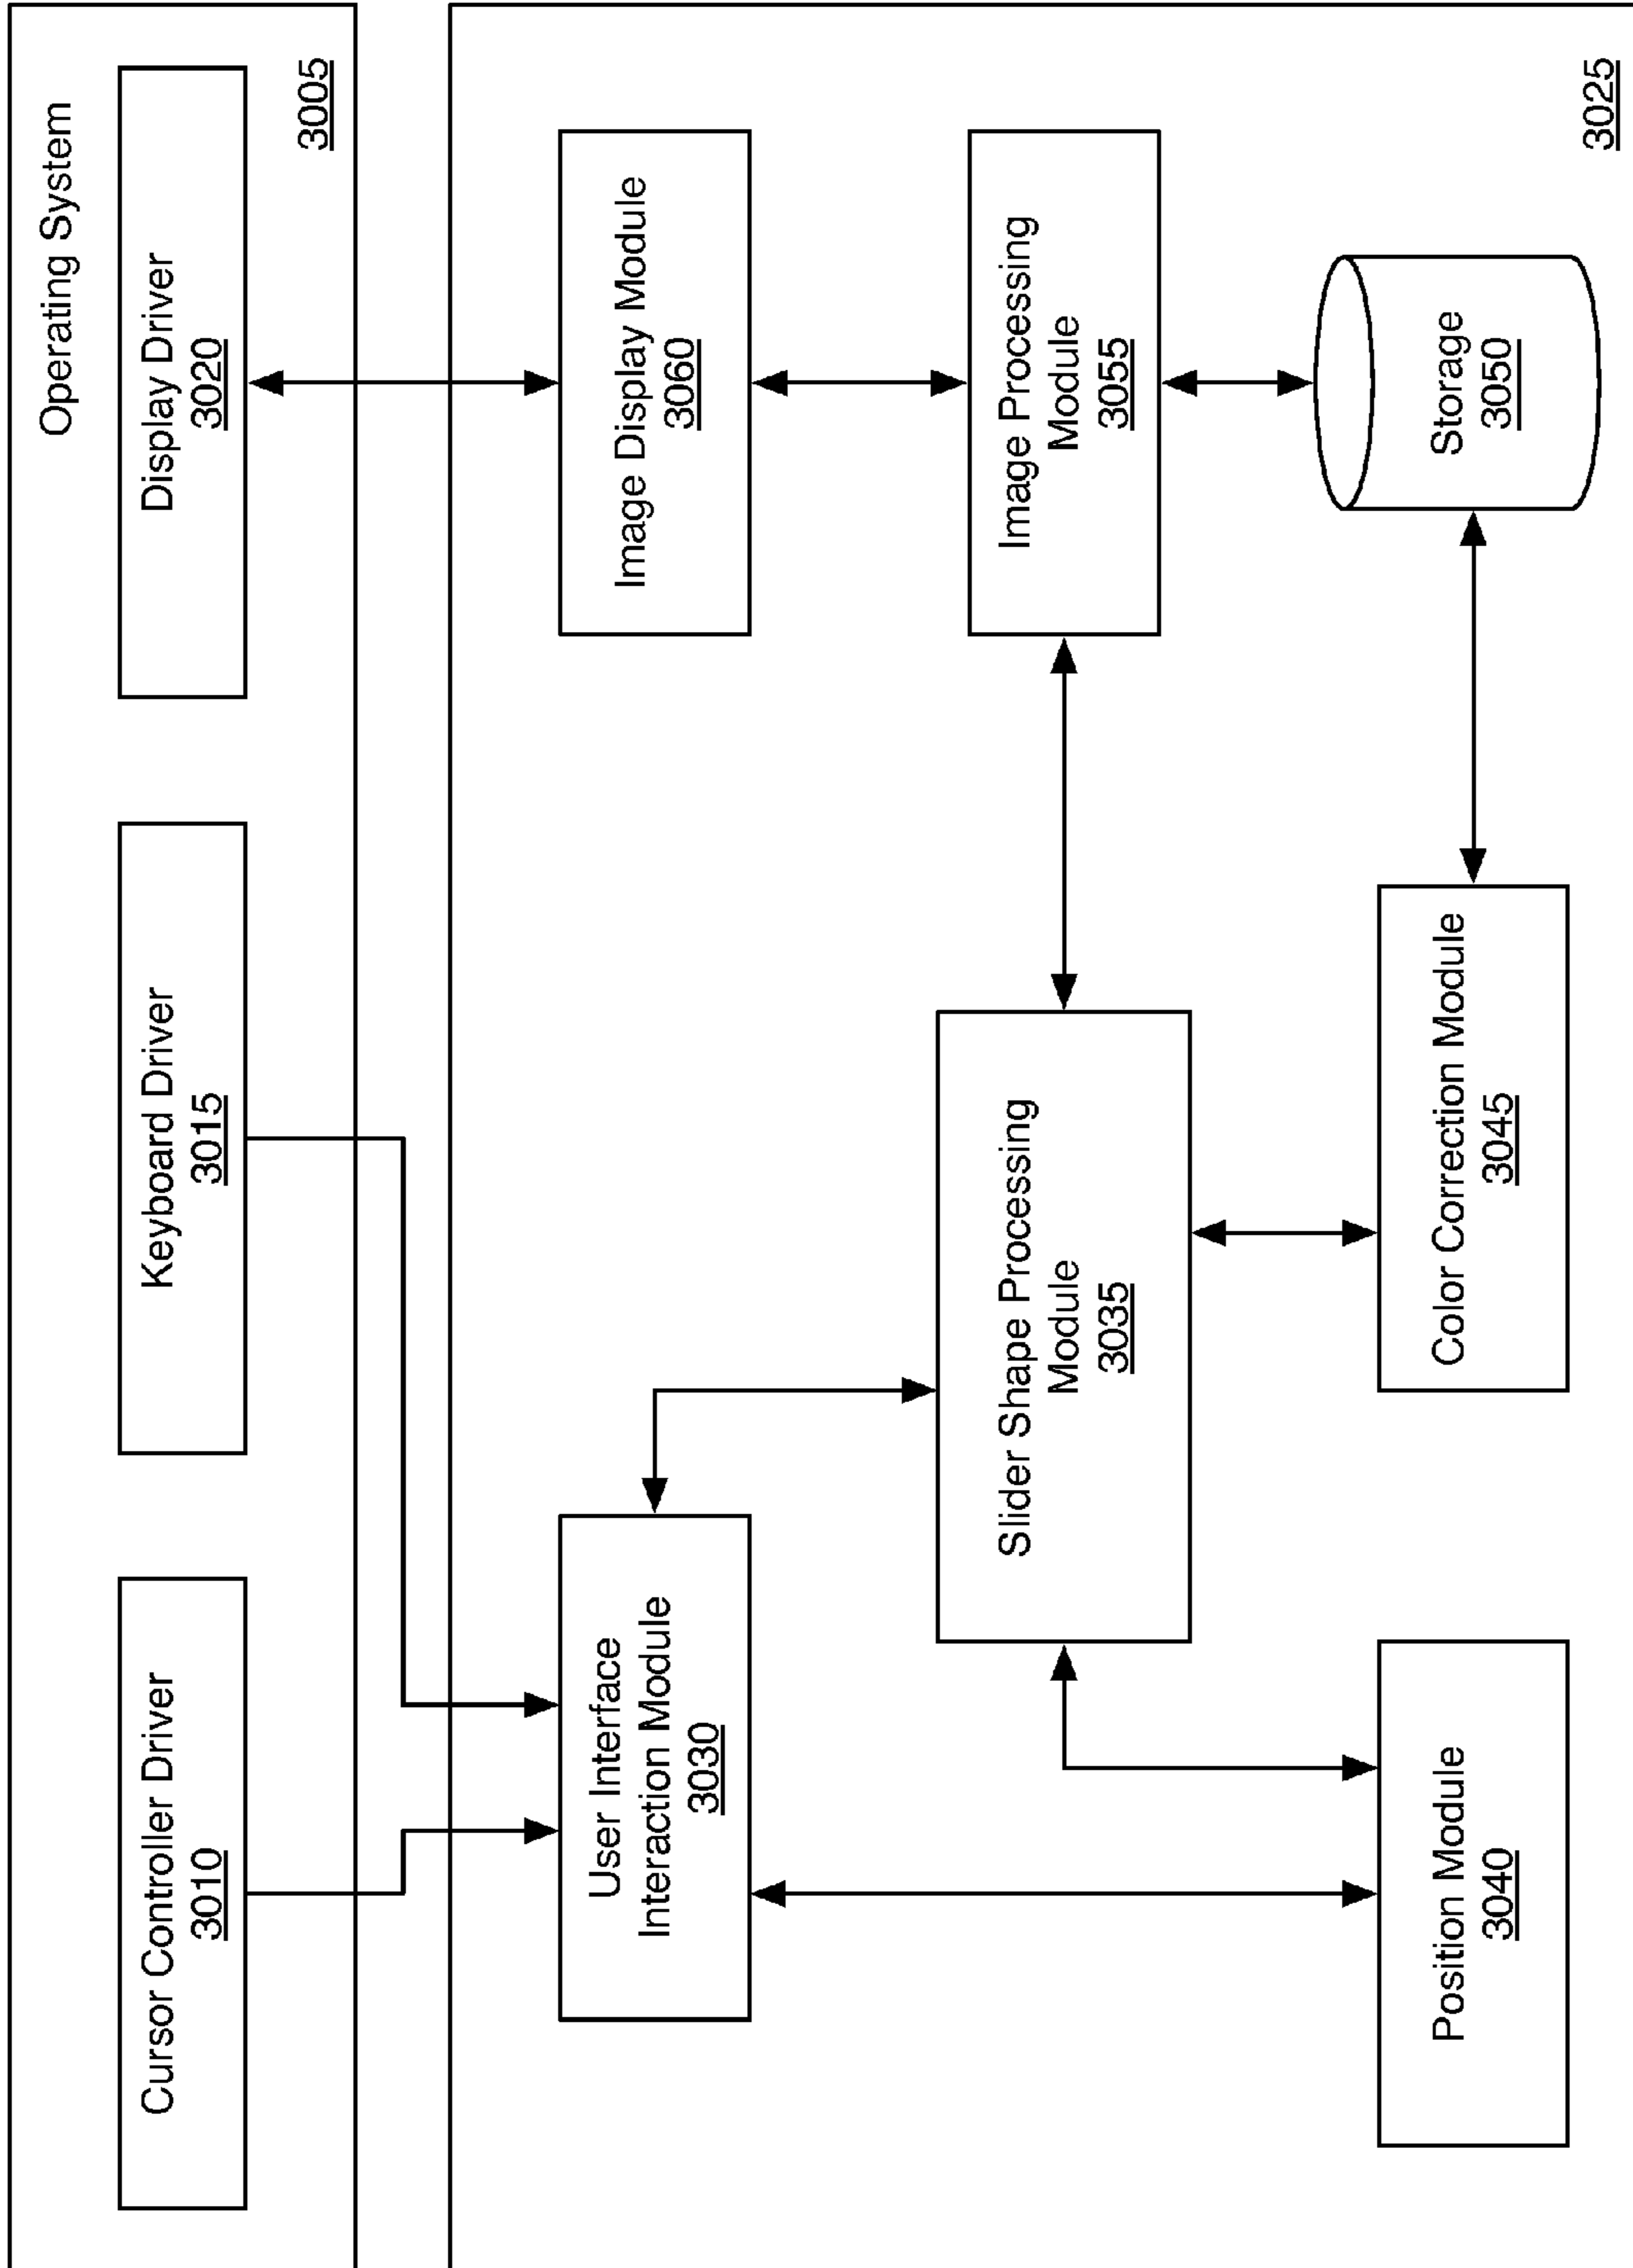 Operating System
Cursor Controller Driver
3010
Keyboard Driver
3015
Display Driver
3020
3005
User Interface
Interaction Module
3030
Image Display Module
3060
Slider Shape Processing
Module
3035
Image Processing
Module
3055
Position Module
3040
Color Correction Module
3045
Storage
3050
3025